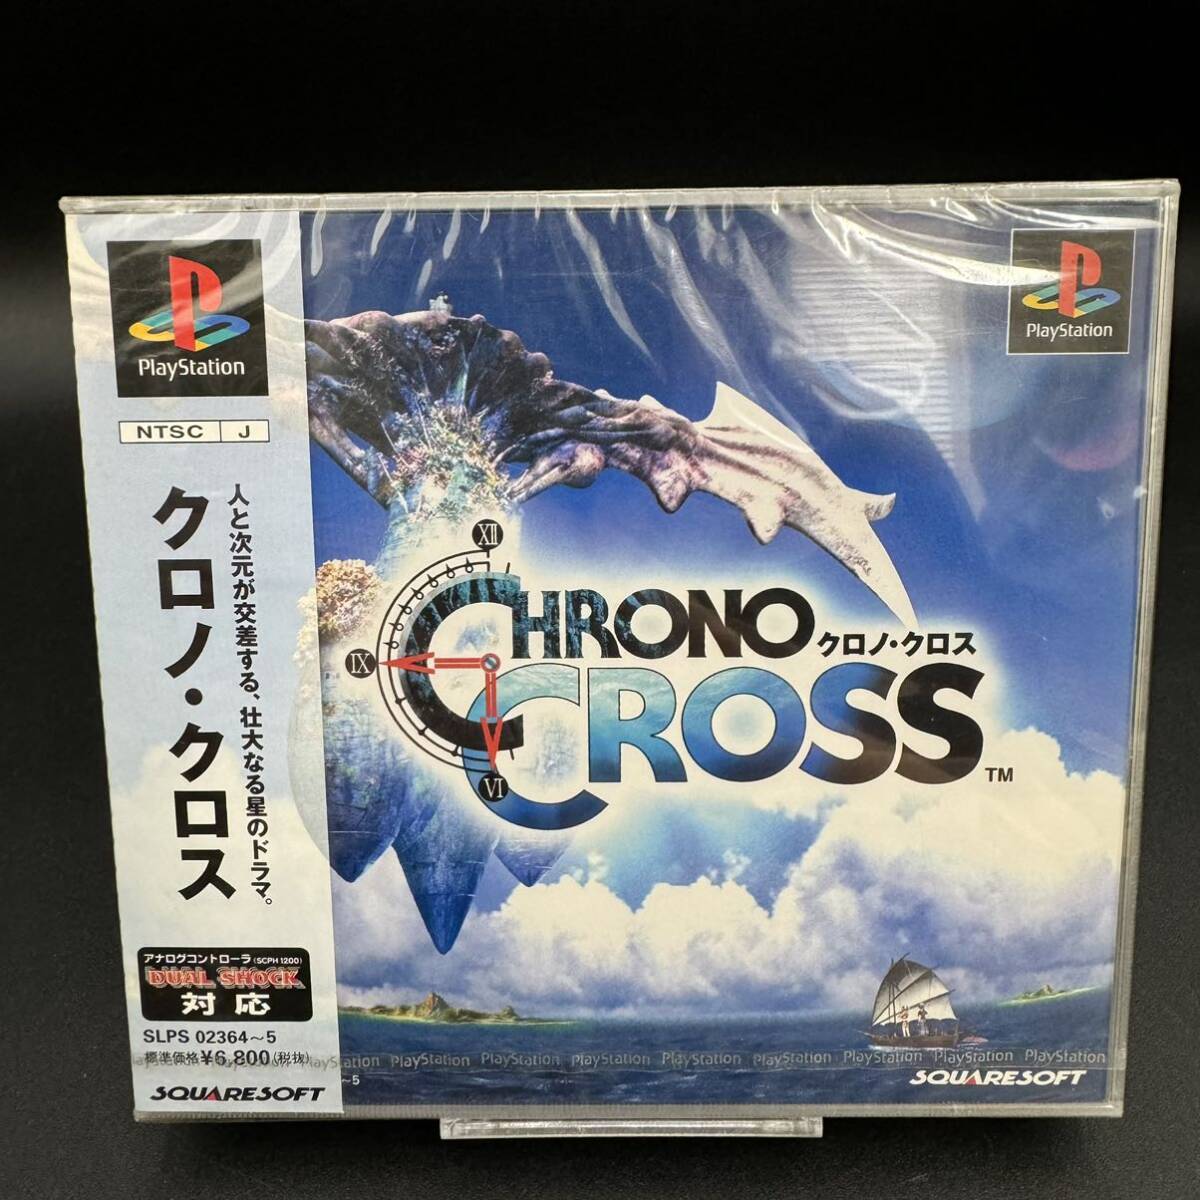 PlayStation
NTSC J
人と次元が交差する、壮大なる星のドラマ。
クロノ・クロス
アナログコントローラ(SCPH 1200)
DUAL SHOCK
対応
SLPS 02364～5
標準価格¥6,800(税抜)
SQUARESOFT
PlayStation
XII
IX
VI
CHRONO
クロノ・クロス
CROSS™
PlayStation PlayStation PlayStation PlayStation PlayStation PlayStation PlayStation PlayStation PlayStation
～5
SQUARESOFT